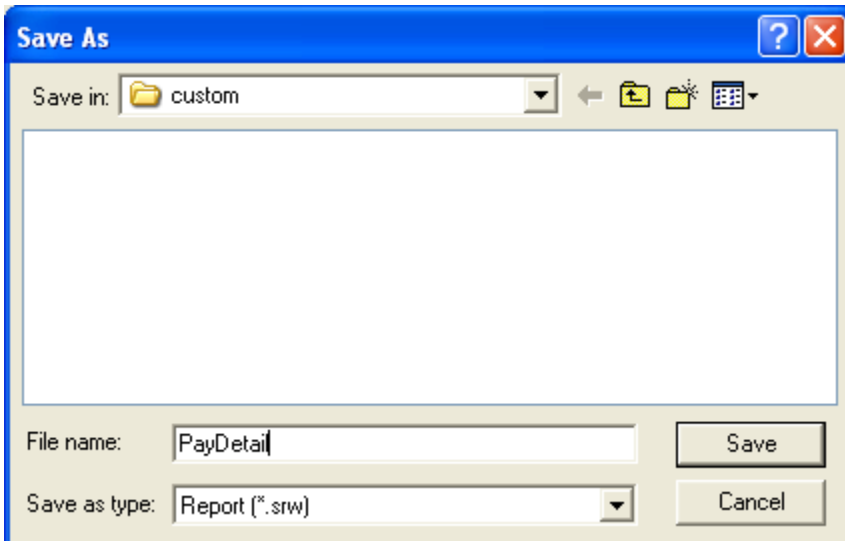 Save As
Save in: custom
File name: PayDetail Save
Save as type: Report (*.srw) Cancel